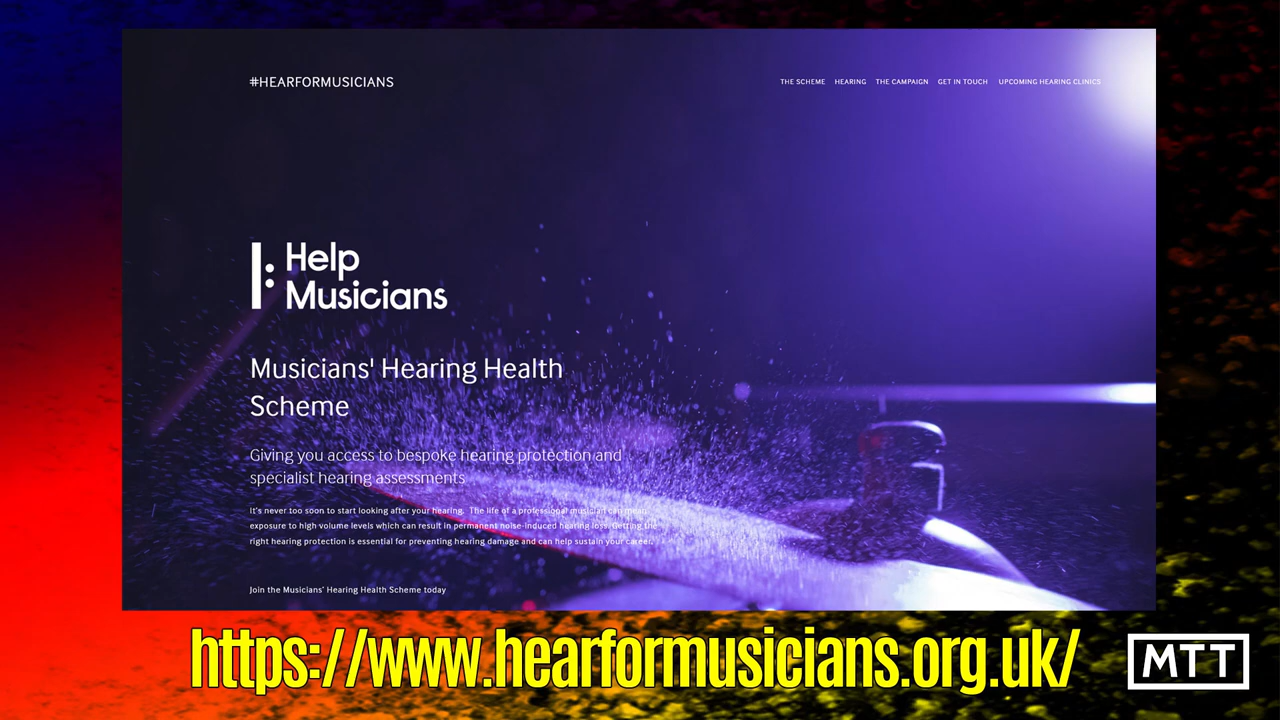 #HEARFORMUSICIANS
THE SCHEME HEARING THE CAMPAIGN GET IN TOUCH UPCOMING HEARING CLINICS
Help
Musicians
Musicians' Hearing Health
Scheme
Giving you access to bespoke hearing protection and
specialist hearing assessments
It's never too soon to start looking after your hearing. The life of a professional musician can mean
exposure to high volume levels which can result in permanent noise-induced hearing loss. Getting the
right hearing protection is essential for preventing hearing damage and can help sustain your career.
Join the Musicians' Hearing Health Scheme today
https://www.hearformusicians.org.uk/
MTT